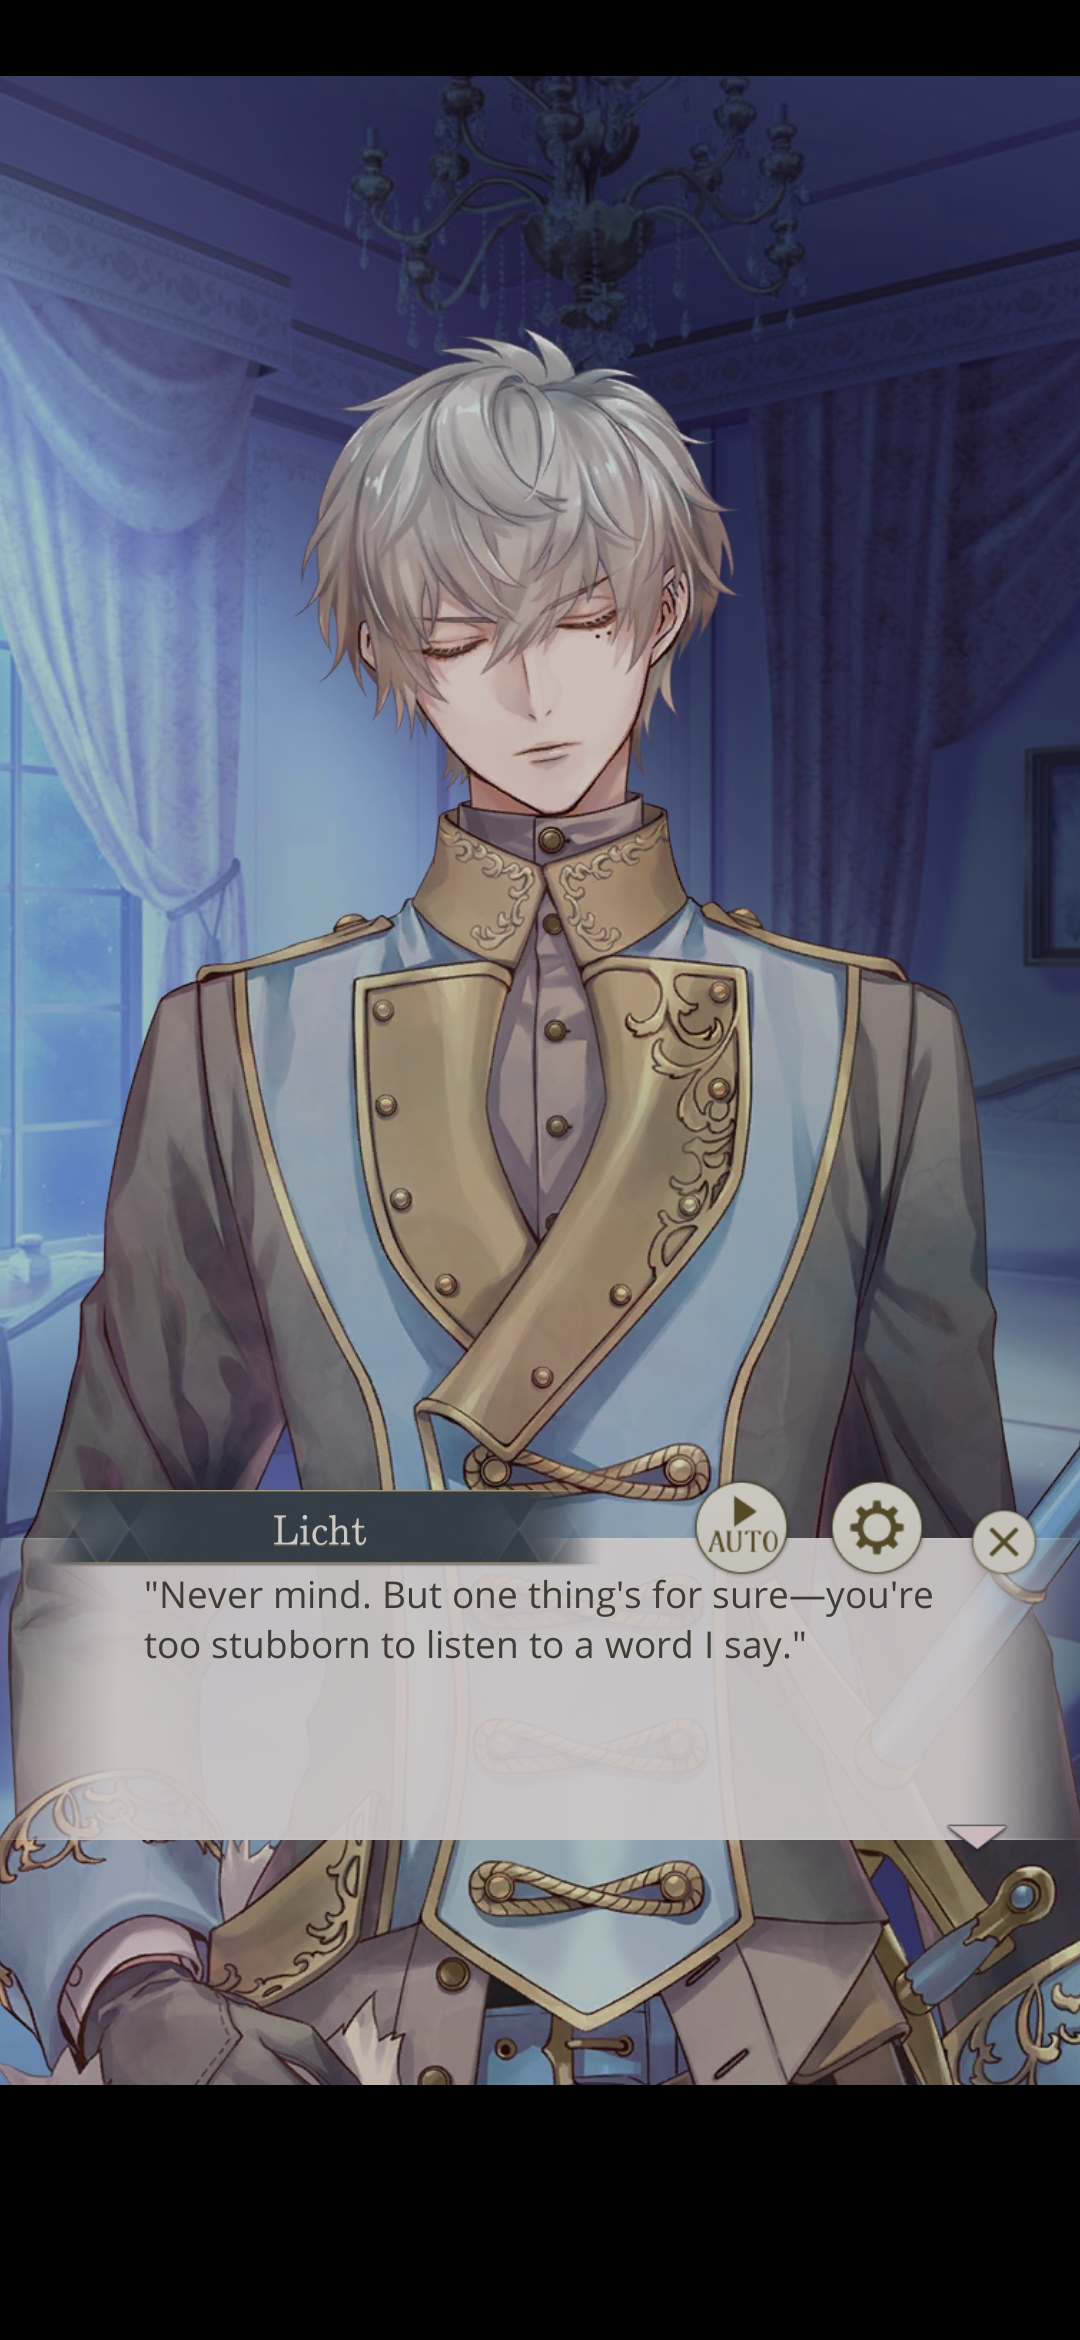 Licht
AUTO
"Never mind. But one thing's for sure—you're
too stubborn to listen to a word I say."